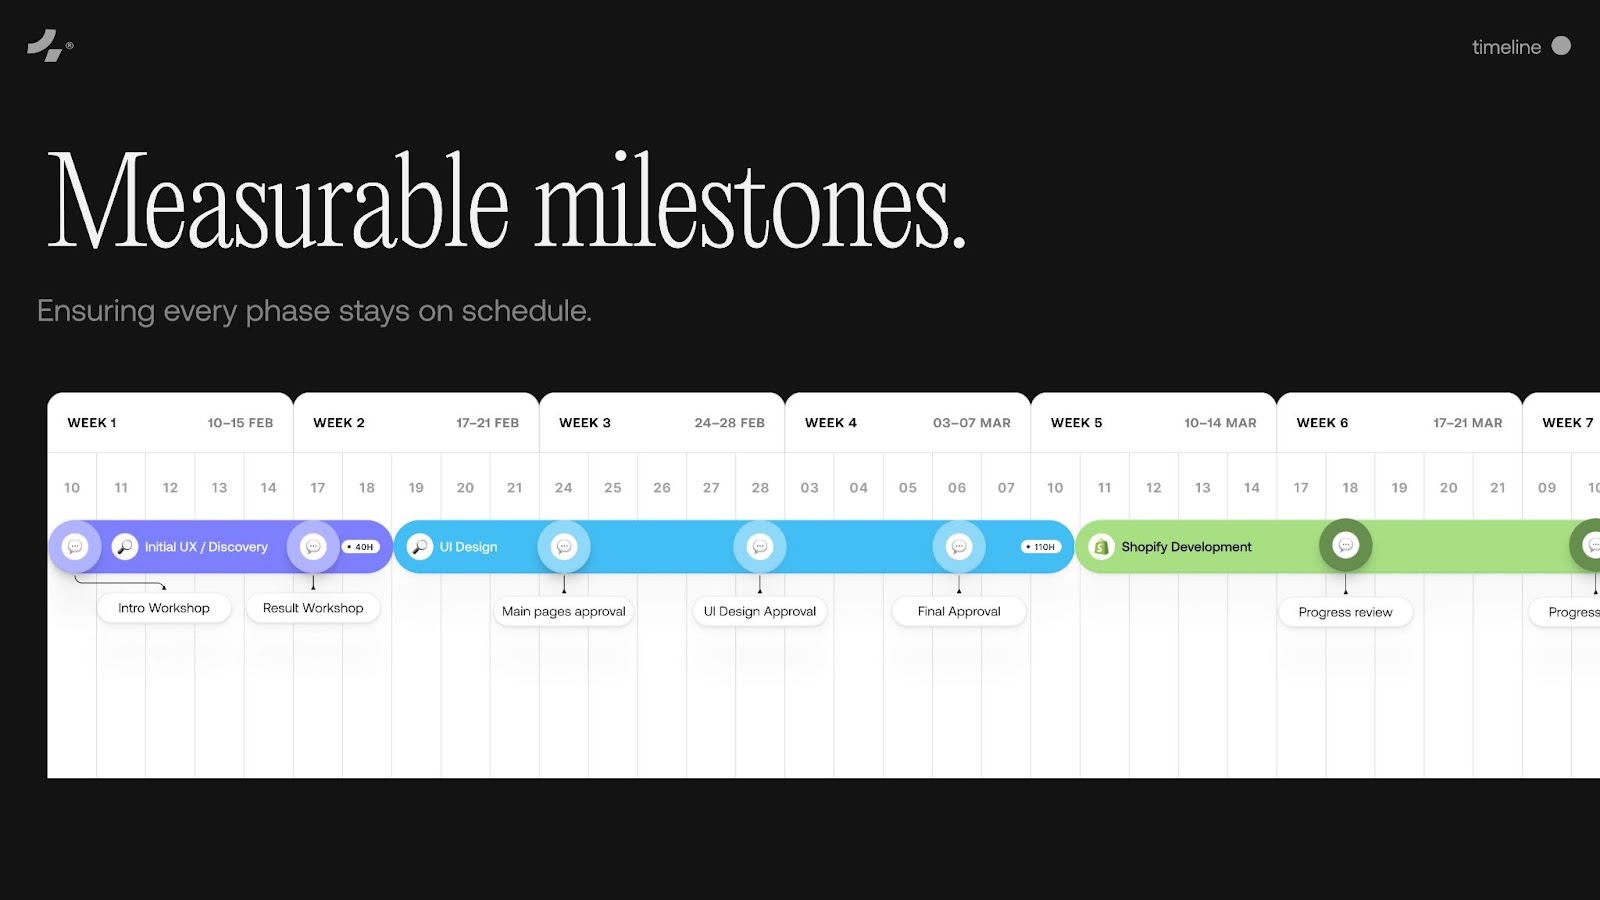 ®
timeline
Measurable milestones.
Ensuring every phase stays on schedule.
WEEK 1 10–15 FEB WEEK 2 17–21 FEB WEEK 3 24–28 FEB WEEK 4 03–07 MAR WEEK 5 10–14 MAR WEEK 6 17–21 MAR WEEK 7
10 11 12 13 14 17 18 19 20 21 24 25 26 27 28 03 04 05 06 07 10 11 12 13 14 17 18 19 20 21 09 10
Initial UX / Discovery • 40H UI Design • 110H Shopify Development
Intro Workshop Result Workshop Main pages approval UI Design Approval Final Approval Progress review Progress